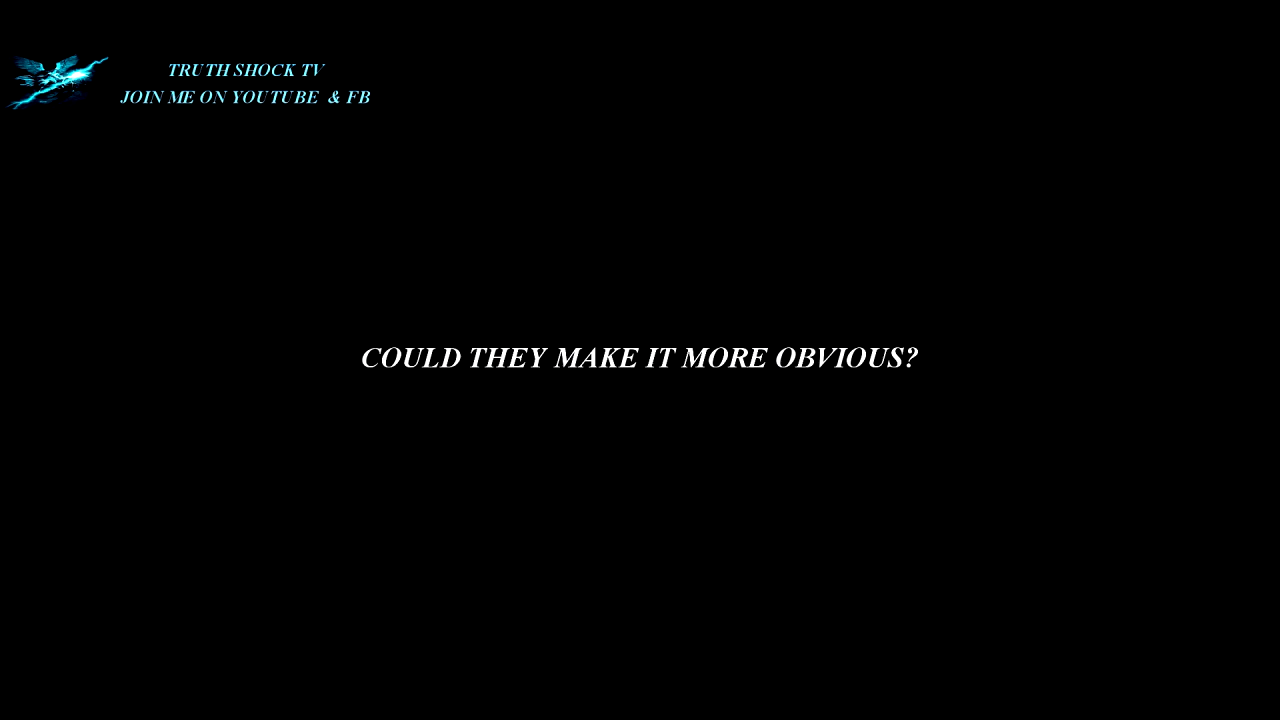 TRUTH SHOCK TV
JOIN ME ON YOUTUBE & FB
COULD THEY MAKE IT MORE OBVIOUS?